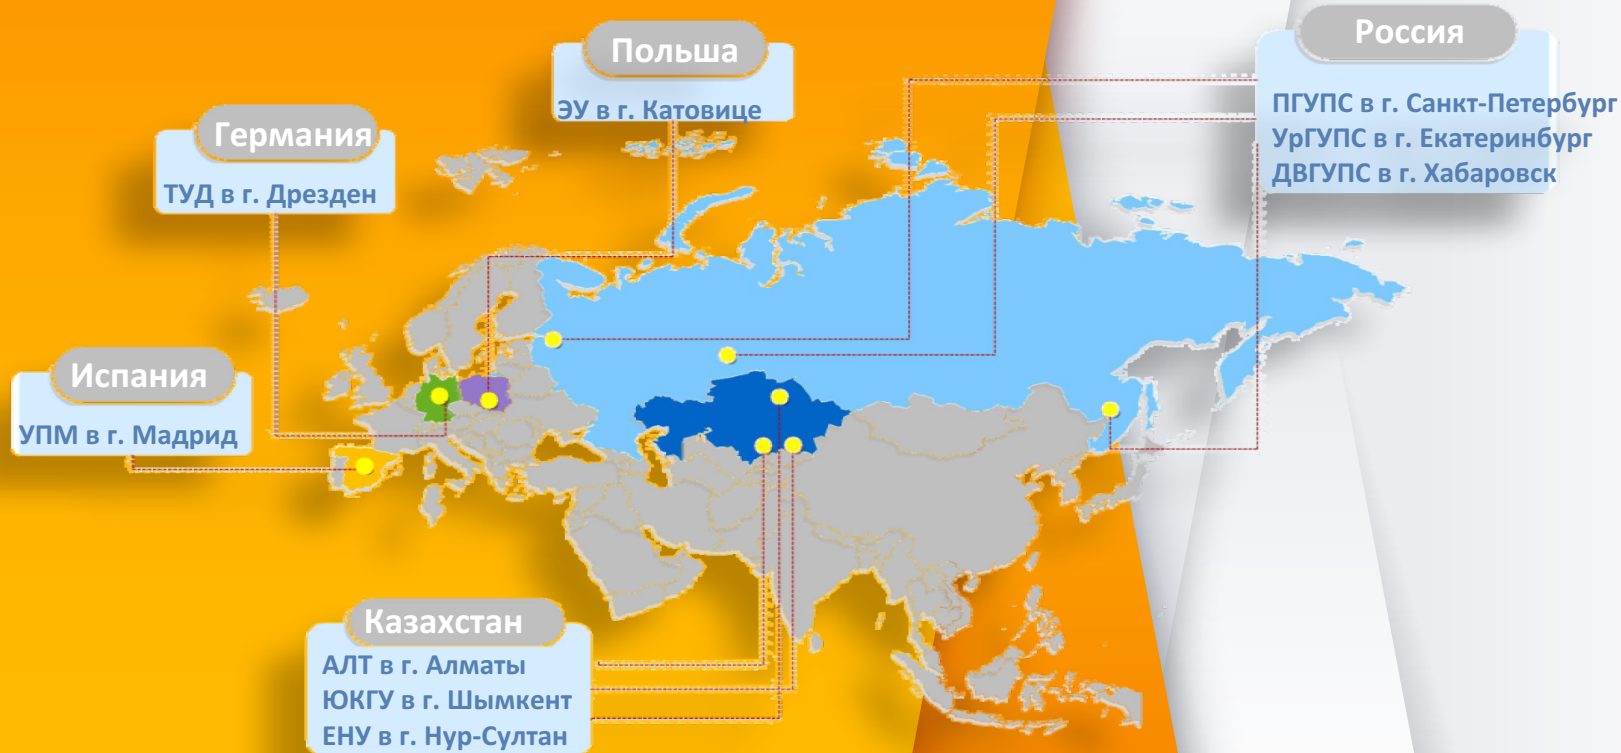 Польша
ЭУ в г. Катовице
Россия
ПГУПС в г. Санкт-Петербург
УрГУПС в г. Екатеринбург
ДВГУПС в г. Хабаровск
Германия
ТУД в г. Дрезден
Испания
УПМ в г. Мадрид
Казахстан
АЛТ в г. Алматы
ЮКГУ в г. Шымкент
ЕНУ в г. Нур-Султан